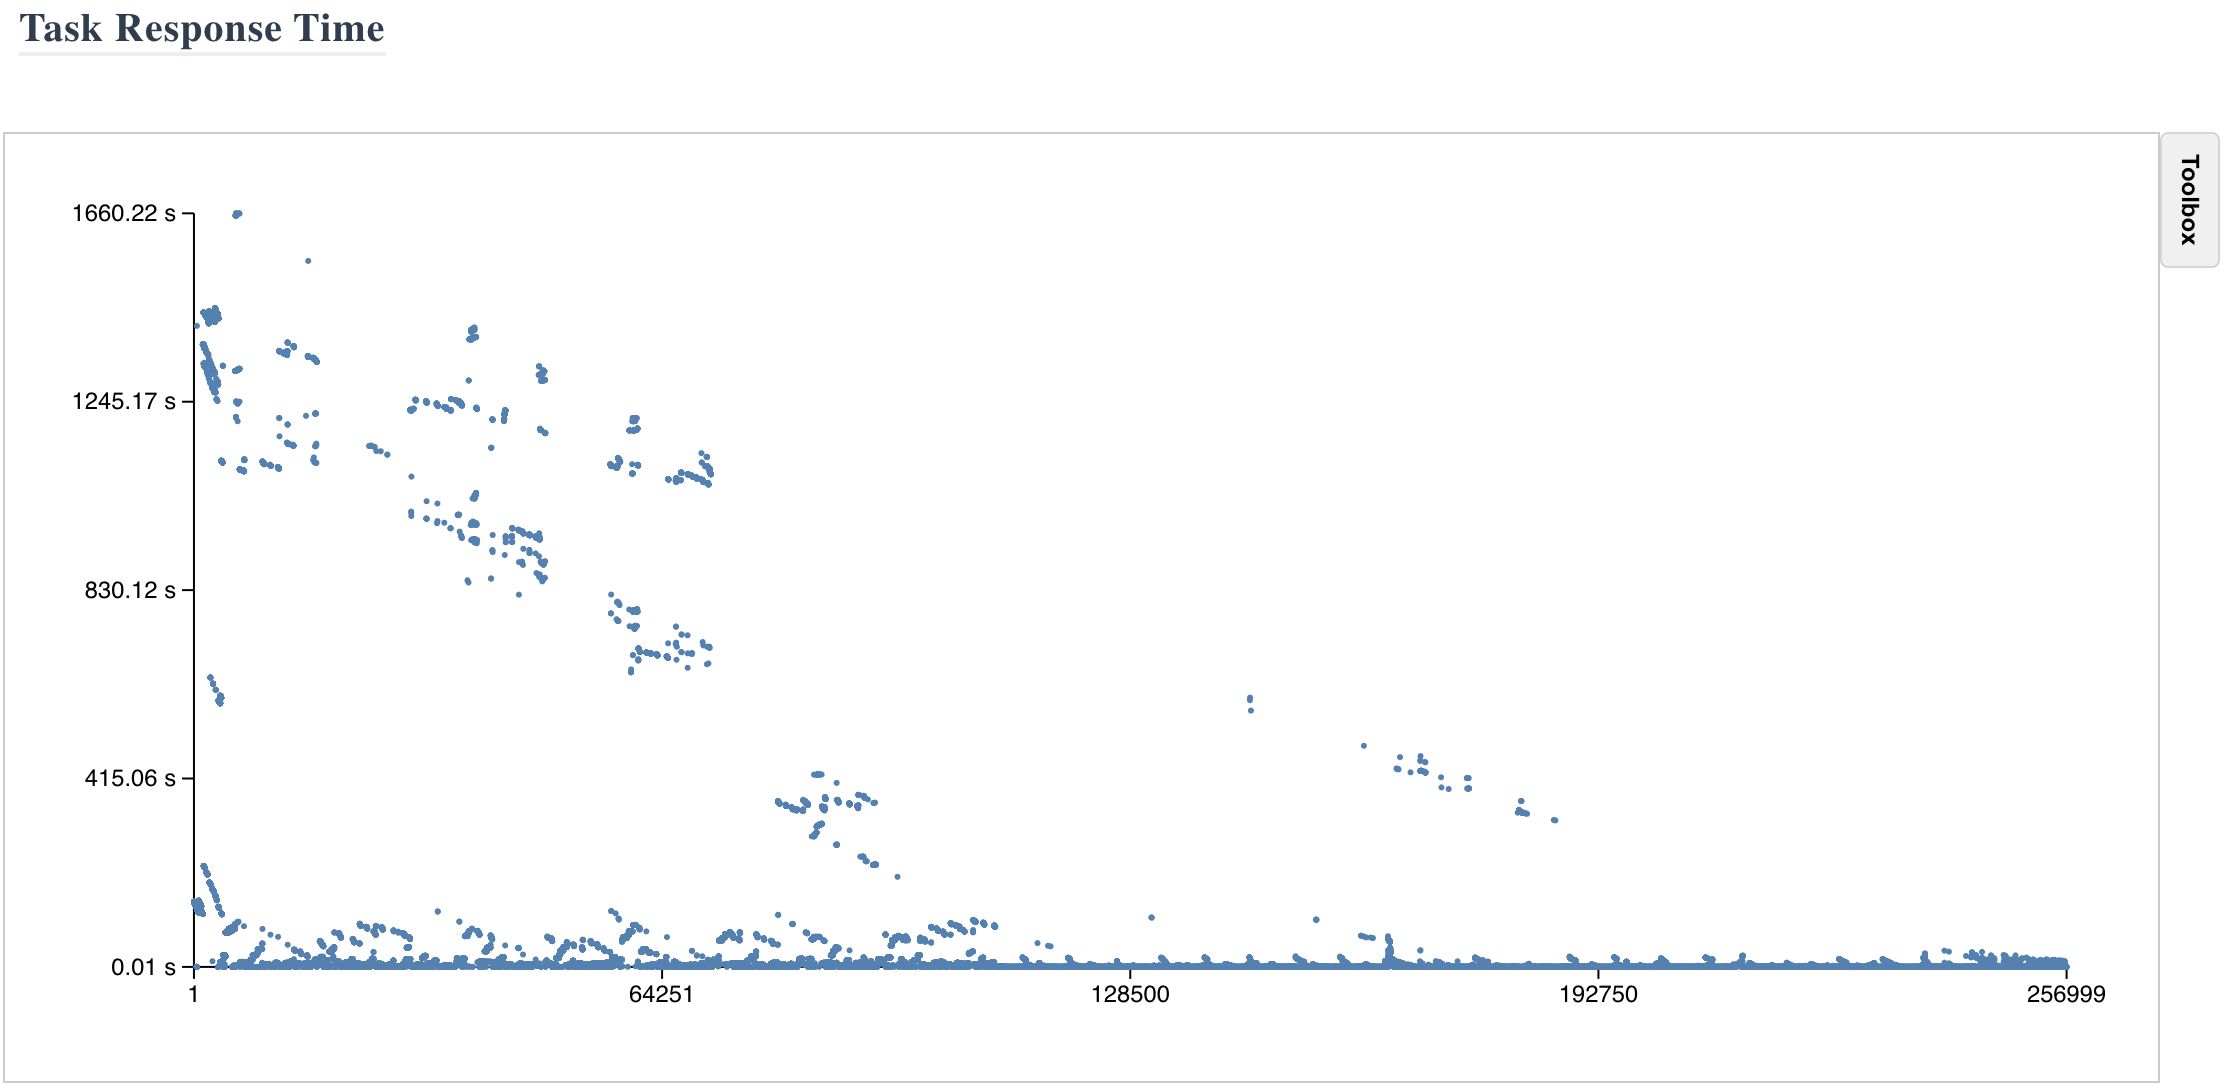 Task Response Time
Toolbox
1660.22 s
1245.17 s
830.12 s
415.06 s
0.01 s
1 64251 128500 192750 256999